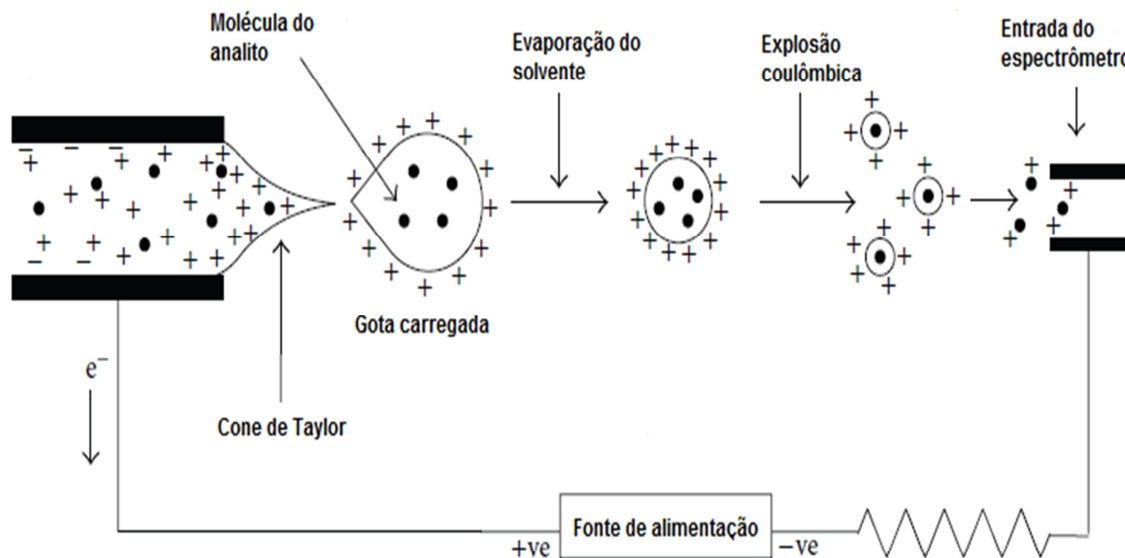 Molécula do
analito
Evaporação do
solvente
Explosão
coulômbica
Entrada do
espectrômetro
Gota carregada
e⁻
Cone de Taylor
+ve
Fonte de alimentação
−ve